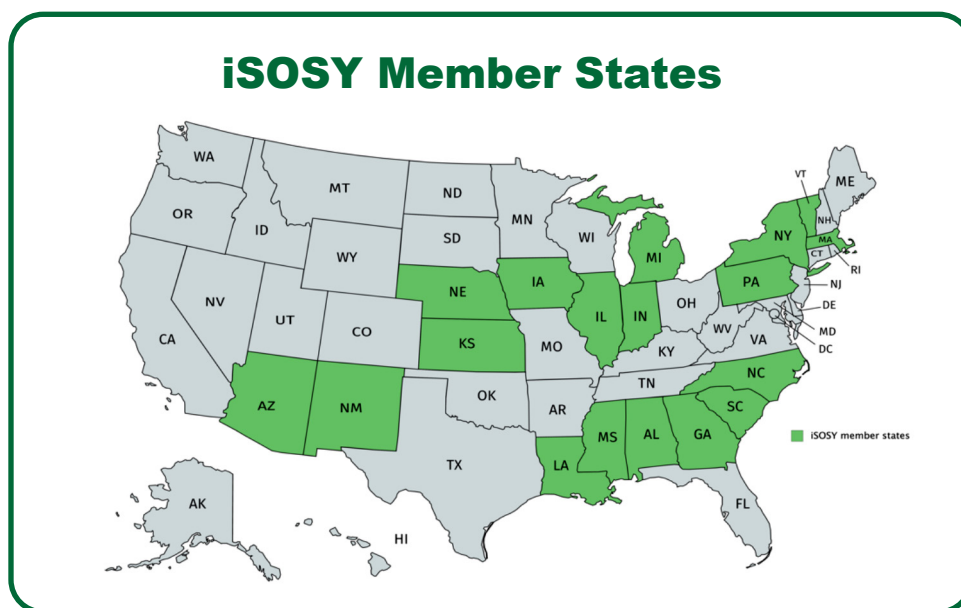 iSOSY Member States
WA
MT
ND
MN
VT
ME
OR
ID
SD
WI
NH
NY
MA
WY
MI
CT
RI
NE
IA
PA
NJ
NV
UT
CO
IL
IN
OH
DE
CA
KS
MO
WV
VA
MD
KY
DC
AZ
NM
OK
AR
TN
NC
SC
MS
AL
GA
iSOSY member states
TX
LA
FL
AK
HI